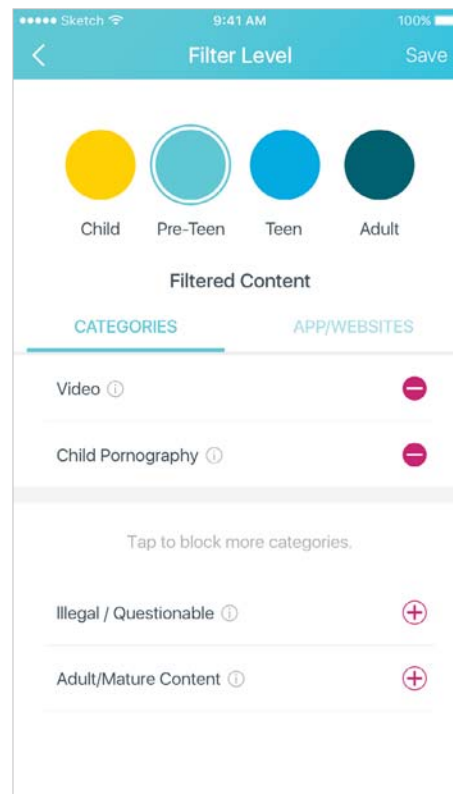 Sketch 9:41 AM 100%
Filter Level Save
Child Pre-Teen Teen Adult
Filtered Content
CATEGORIES APP/WEBSITES
Video
Child Pornography
Tap to block more categories.
Illegal / Questionable
Adult/Mature Content